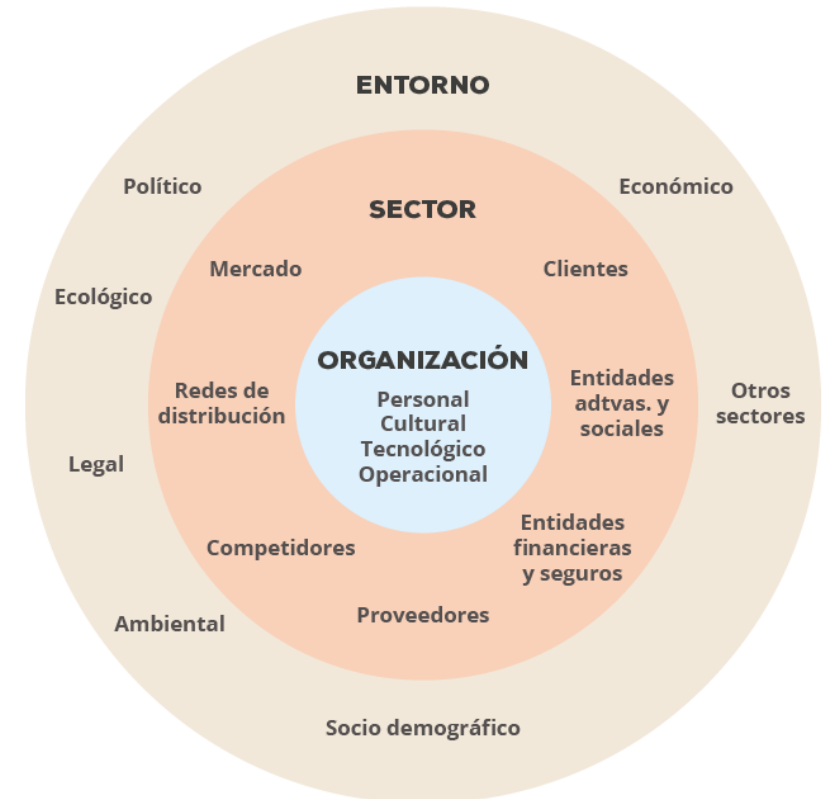 ENTORNO
Político
Económico
SECTOR
Mercado
Clientes
Ecológico
ORGANIZACIÓN
Personal
Cultural
Tecnológico
Operacional
Redes de
distribución
Entidades
adtvas. y
sociales
Otros
sectores
Legal
Competidores
Entidades
financieras
y seguros
Proveedores
Ambiental
Socio demográfico